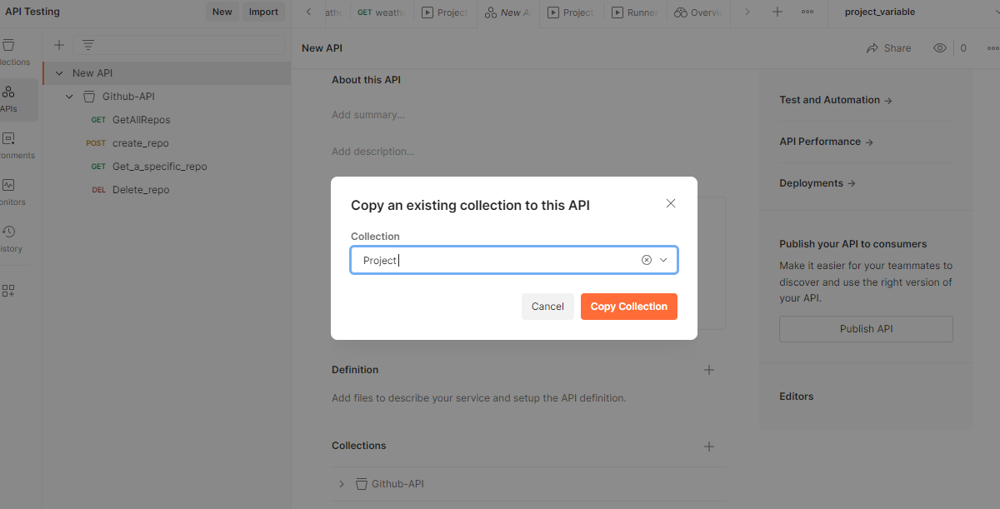 API Testing
New
Import
GET weath
Project
New A
Project
Runner
Overvi
project_variable
New API
Share
0
lections
APIs
ronments
onitors
istory
New API
Github-API
GET GetAllRepos
POST create_repo
GET Get_a_specific_repo
DEL Delete_repo
About this API
Add summary...
Add description...
Copy an existing collection to this API
Collection
Project
Cancel
Copy Collection
Definition
Add files to describe your service and setup the API definition.
Collections
Github-API
Test and Automation →
API Performance →
Deployments →
Publish your API to consumers
Make it easier for your teammates to
discover and use the right version of
your API.
Publish API
Editors